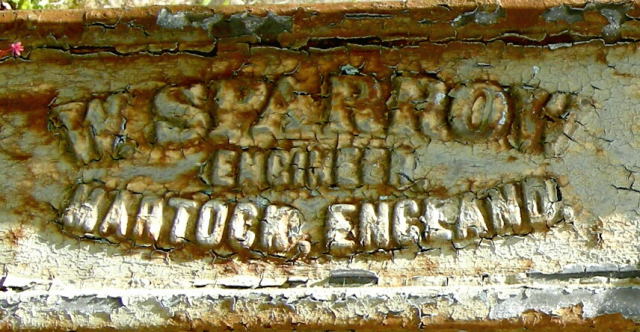 W. SPARROW
ENGINEER
MARTOCK, ENGLAND.